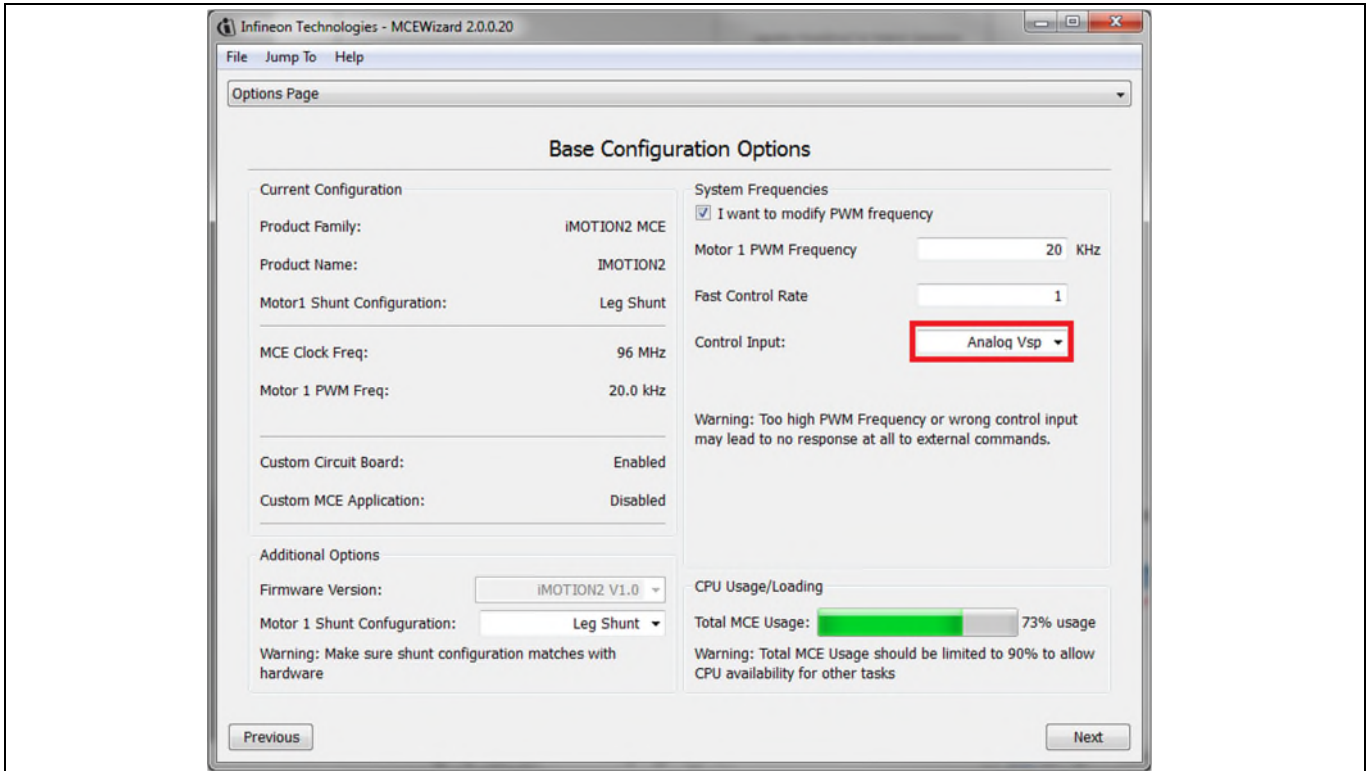 Infineon Technologies - MCEWizard 2.0.0.20
File Jump To Help
Options Page
Base Configuration Options
Current Configuration
Product Family: iMOTION2 MCE
Product Name: IMOTION2
Motor1 Shunt Configuration: Leg Shunt
MCE Clock Freq: 96 MHz
Motor 1 PWM Freq: 20.0 kHz
Custom Circuit Board: Enabled
Custom MCE Application: Disabled
Additional Options
Firmware Version: iMOTION2 V1.0
Motor 1 Shunt Confuguration: Leg Shunt
Warning: Make sure shunt configuration matches with
hardware
System Frequencies
I want to modify PWM frequency
Motor 1 PWM Frequency 20 KHz
Fast Control Rate 1
Control Input: Analog Vsp
Warning: Too high PWM Frequency or wrong control input
may lead to no response at all to external commands.
CPU Usage/Loading
Total MCE Usage: 73% usage
Warning: Total MCE Usage should be limited to 90% to allow
CPU availability for other tasks
Previous
Next